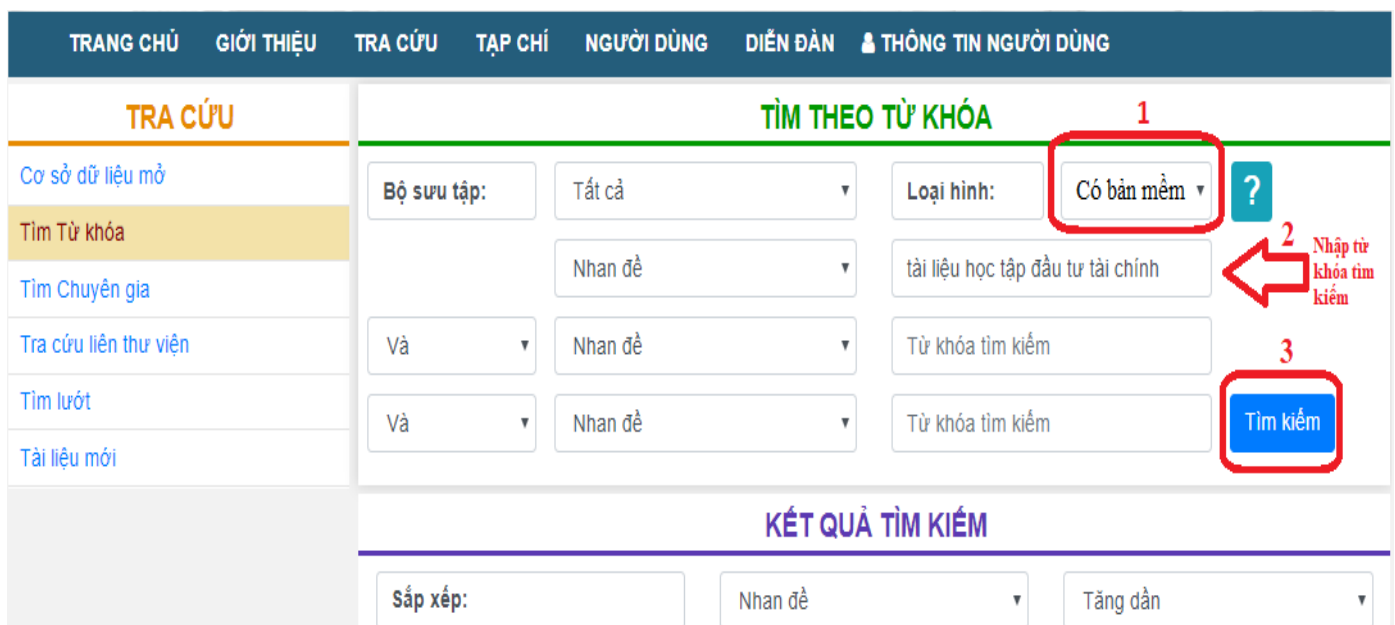 TRANG CHỦ GIỚI THIỆU TRA CỨU TẠP CHÍ NGƯỜI DÙNG DIỄN ĐÀN THÔNG TIN NGƯỜI DÙNG
TRA CỨU
Cơ sở dữ liệu mở
Tìm Từ khóa
Tìm Chuyên gia
Tra cứu liên thư viện
Tìm lướt
Tài liệu mới
TÌM THEO TỪ KHÓA 1
Bộ sưu tập: Tất cả Loại hình: Có bản mềm ?
Nhan đề tài liệu học tập đầu tư tài chính 2
Nhập từ
khóa tìm
kiếm
Và Nhan đề Từ khóa tìm kiếm 3
Và Nhan đề Từ khóa tìm kiếm Tìm kiếm
KẾT QUẢ TÌM KIẾM
Sắp xếp: Nhan đề Tăng dần